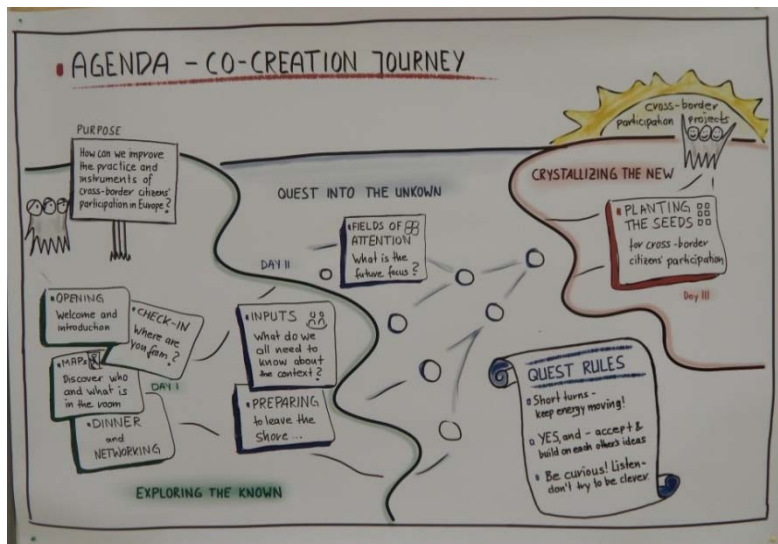 AGENDA – CO-CREATION JOURNEY
PURPOSE
How can we improve
the practice and
instruments of
cross-border citizens'
participation in Europe?
OPENING
Welcome and
introduction
CHECK-IN
Where are
you from?
MAP
Discover who
and what is
in the room
DAY I
DINNER
and
NETWORKING
EXPLORING THE KNOWN
INPUTS
What do we
all need to
know about
the context?
PREPARING
to leave the
shore ...
QUEST INTO THE UNKOWN
DAY II
FIELDS OF
ATTENTION
What is the
future focus?
QUEST RULES
Short turns –
keep energy moving!
YES, and – accept &
build on each other's ideas
Be curious! Listen –
don't try to be clever.
cross-border
participation projects
CRYSTALLIZING THE NEW
PLANTING
THE SEEDS
for cross-border
citizens' participation
Day III